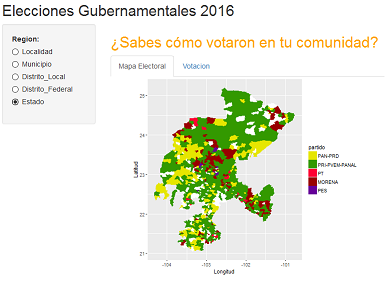 Elecciones Gubernamentales 2016
¿Sabes cómo votaron en tu comunidad?
Region:
Localidad
Municipio
Distrito_Local
Distrito_Federal
Estado
Mapa Electoral
Votacion
25
24
23
22
21
Latitud
-104
-103
-102
-101
Longitud
partido
PAN-PRD
PRI-PVEM-PANAL
PT
MORENA
PES